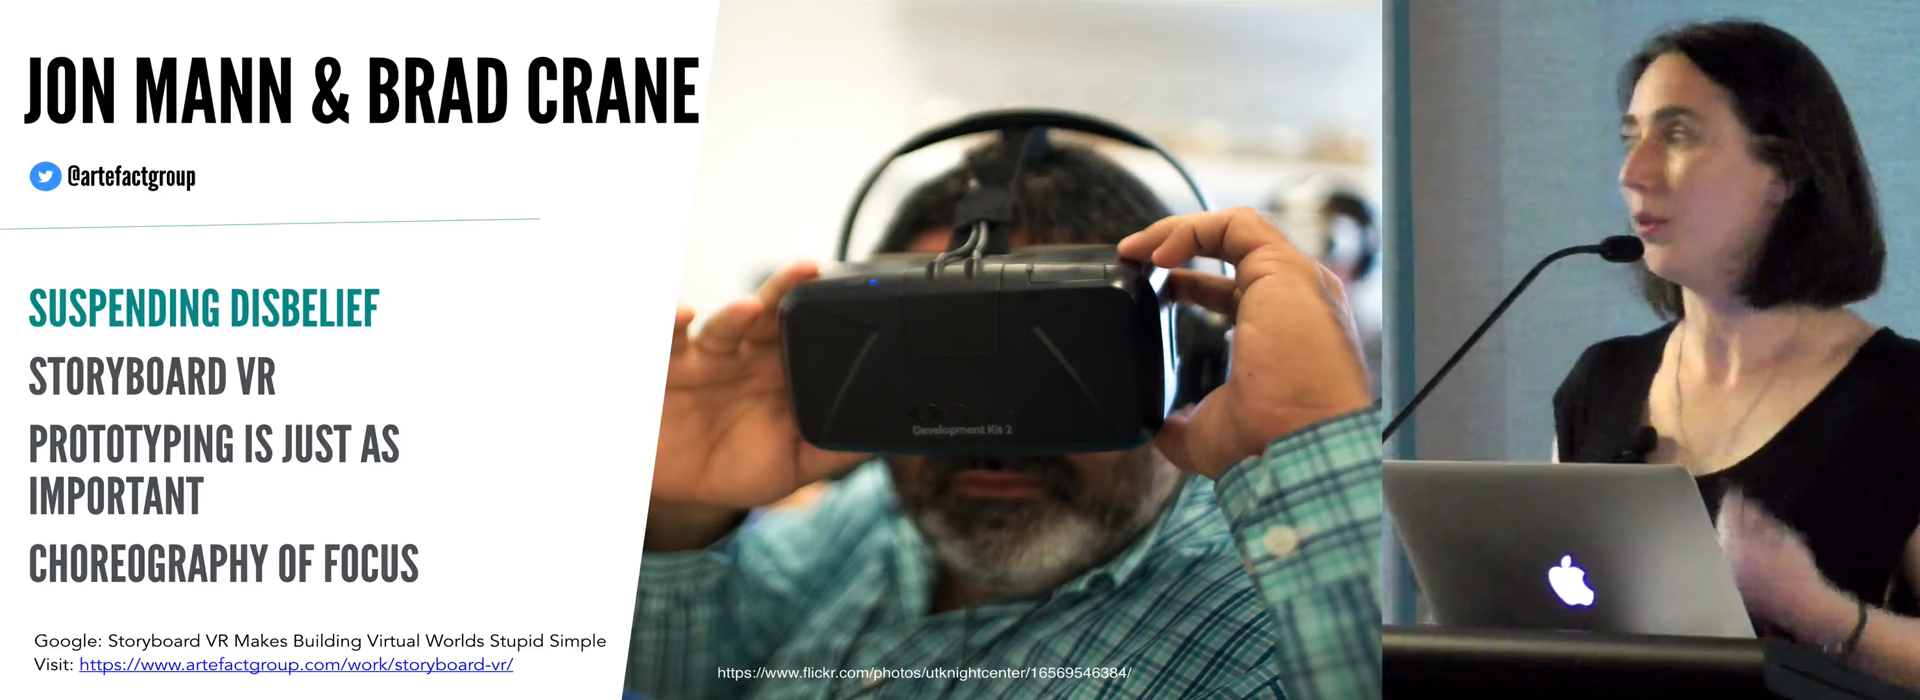 JON MANN & BRAD CRANE
@artefactgroup
SUSPENDING DISBELIEF
STORYBOARD VR
PROTOTYPING IS JUST AS
IMPORTANT
CHOREOGRAPHY OF FOCUS
Google: Storyboard VR Makes Building Virtual Worlds Stupid Simple
Visit: https://www.artefactgroup.com/work/storyboard-vr/
Development Kit 2
https://www.flickr.com/photos/utknightcenter/16569546384/